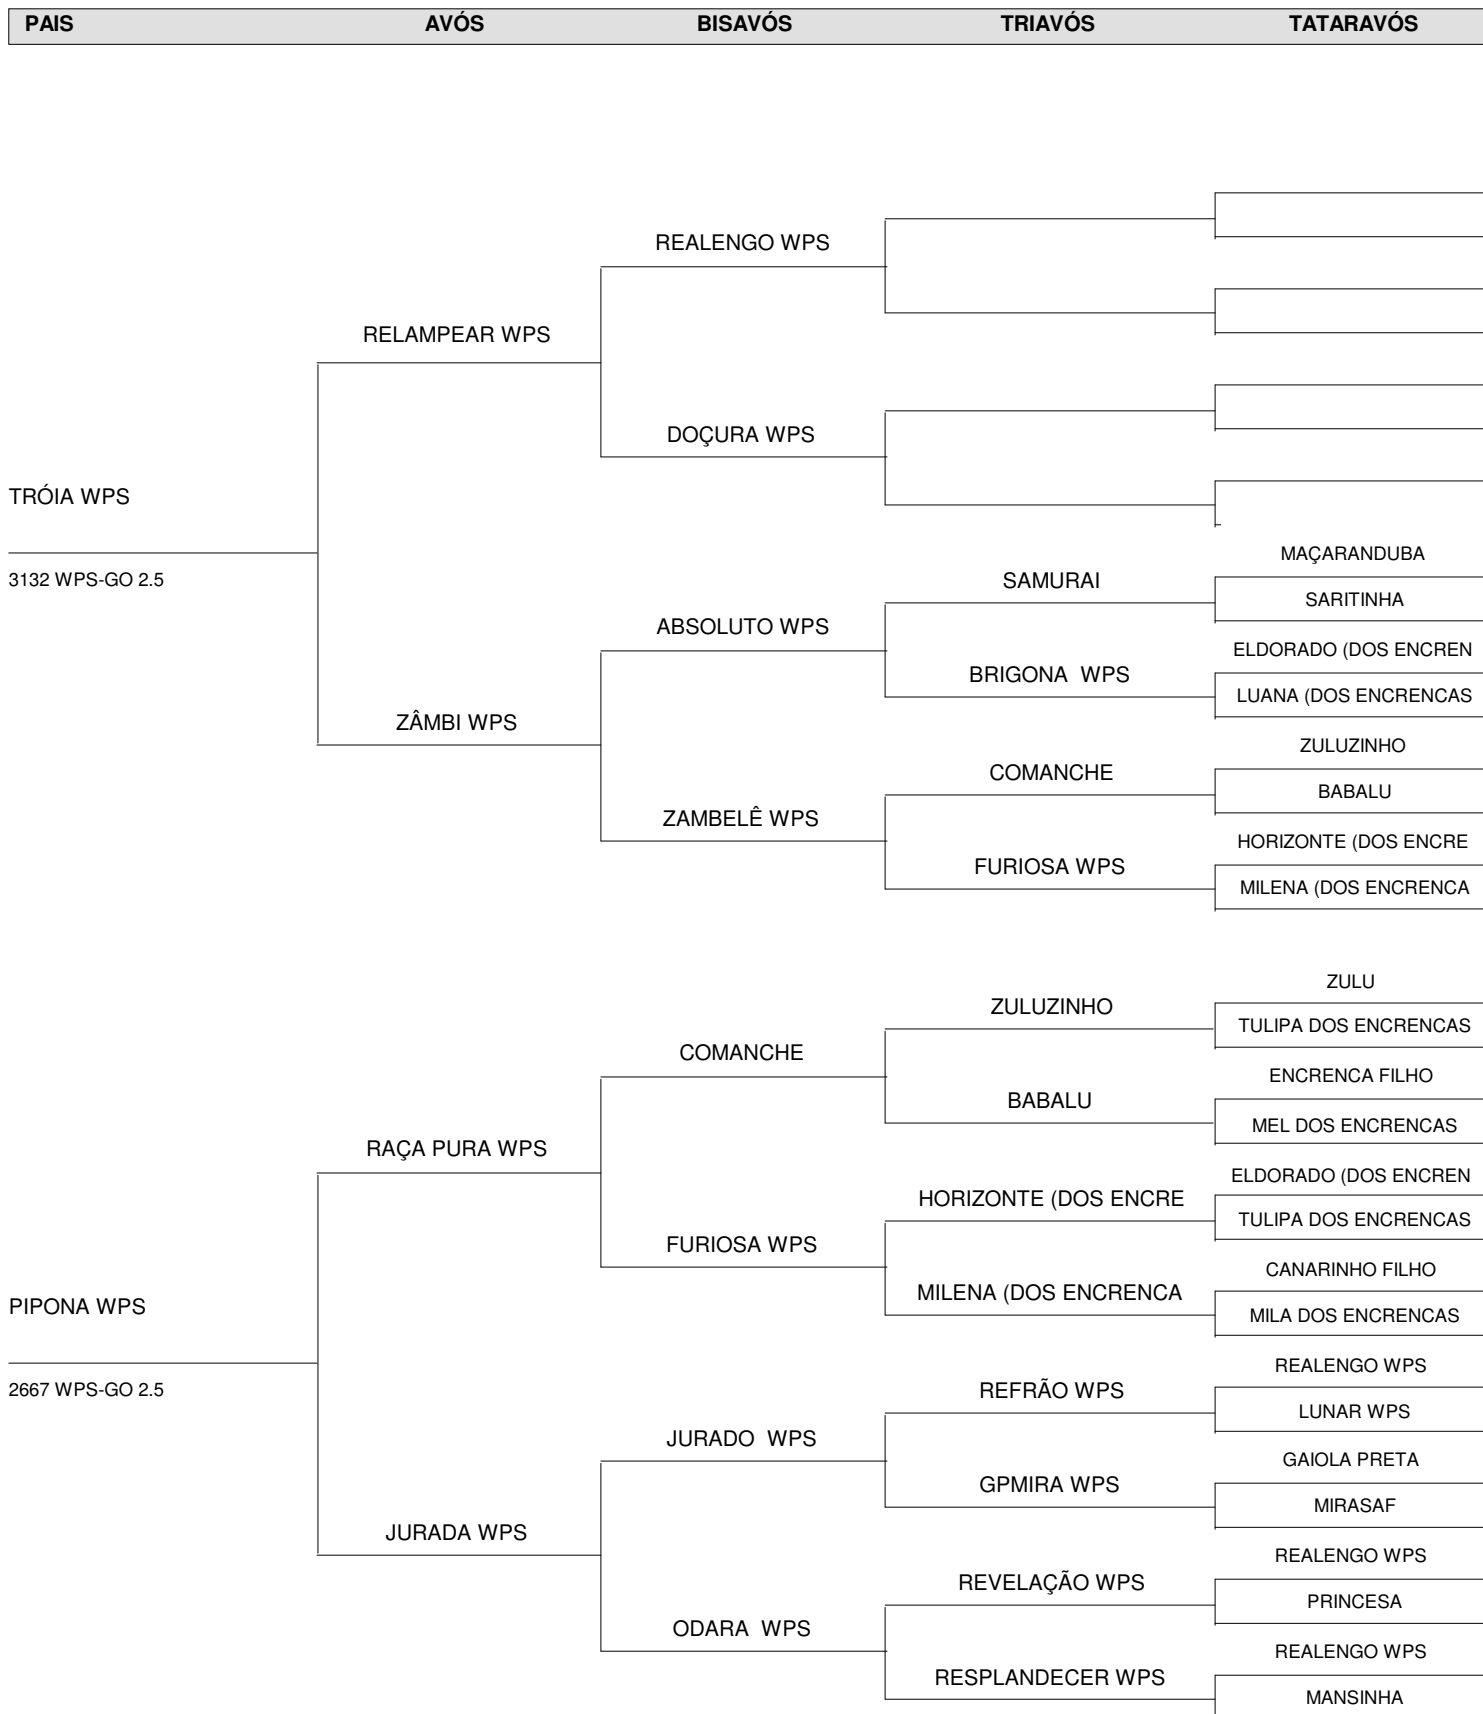 PAIS AVÓS BISAVÓS TRIAVÓS TATARAVÓS
REALENGO WPS
RELAMPEAR WPS
DOÇURA WPS
TRÓIA WPS
MAÇARANDUBA
3132 WPS-GO 2.5
SAMURAI
SARITINHA
ABSOLUTO WPS
ELDORADO (DOS ENCREN
BRIGONA WPS
LUANA (DOS ENCRENCAS
ZÂMBI WPS
ZULUZINHO
COMANCHE
BABALU
ZAMBELÊ WPS
HORIZONTE (DOS ENCRE
FURIOSA WPS
MILENA (DOS ENCRENCA
ZULU
ZULUZINHO
TULIPA DOS ENCRENCAS
COMANCHE
ENCRENCA FILHO
BABALU
MEL DOS ENCRENCAS
RAÇA PURA WPS
ELDORADO (DOS ENCREN
HORIZONTE (DOS ENCRE
TULIPA DOS ENCRENCAS
FURIOSA WPS
CANARINHO FILHO
MILENA (DOS ENCRENCA
PIPONA WPS
MILA DOS ENCRENCAS
REALENGO WPS
2667 WPS-GO 2.5
REFRÃO WPS
LUNAR WPS
JURADO WPS
GAIOLA PRETA
GPMIRA WPS
MIRASAF
JURADA WPS
REALENGO WPS
REVELAÇÃO WPS
PRINCESA
ODARA WPS
REALENGO WPS
RESPLANDECER WPS
MANSINHA